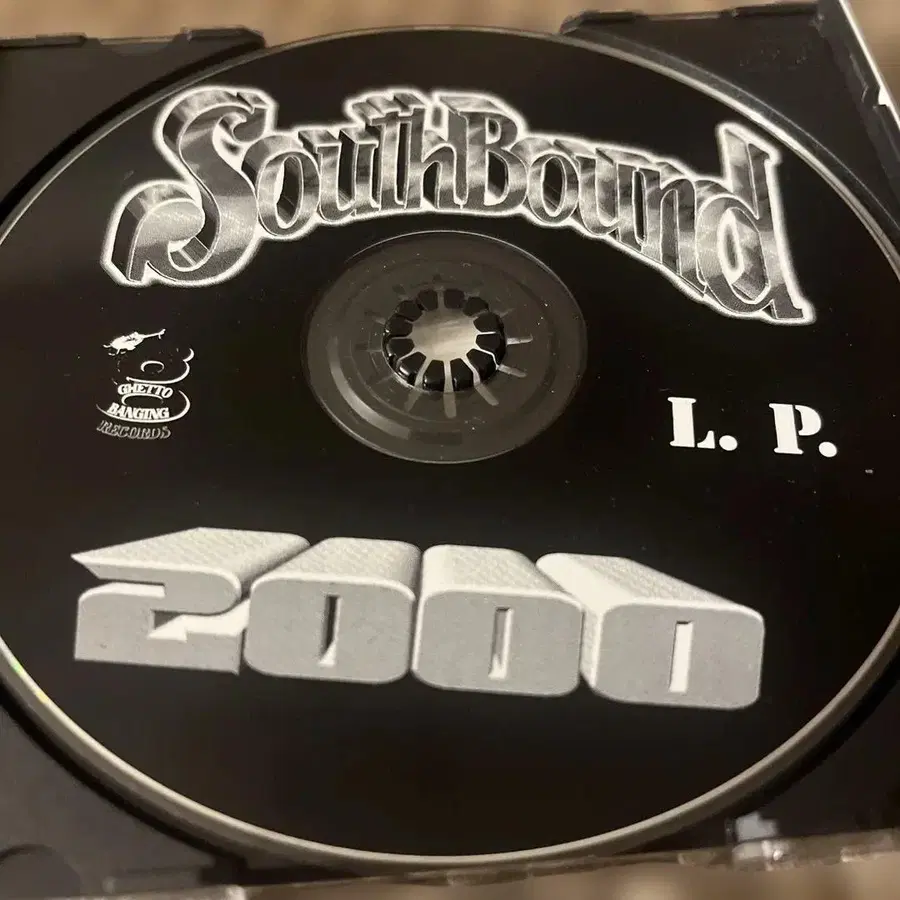 SouthBound
GHETTO
BANGING
RECORDS
L. P.
2000